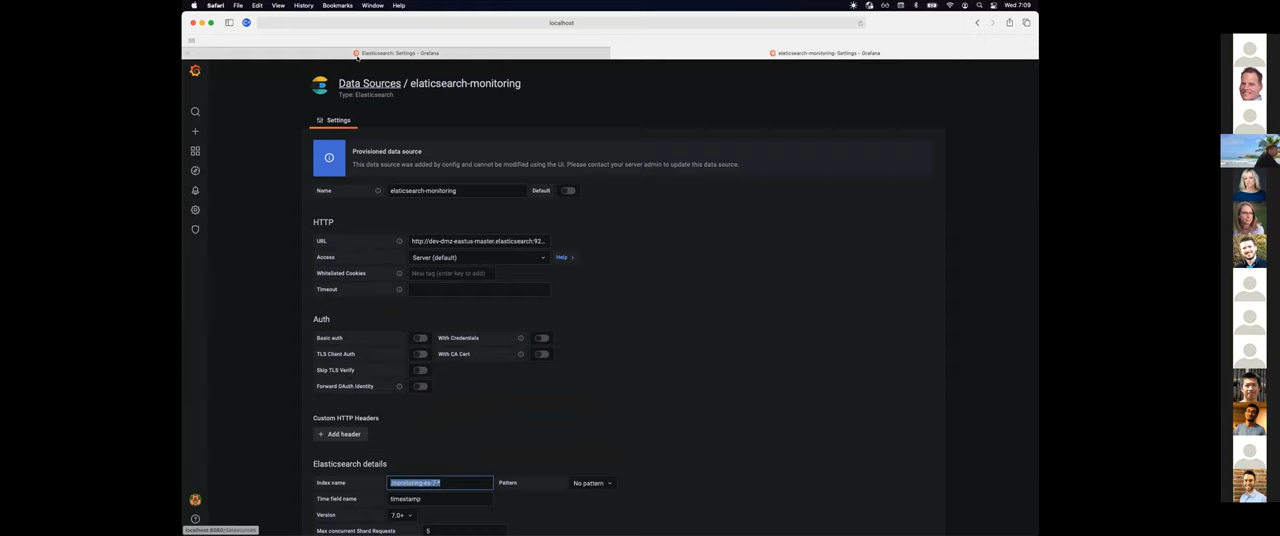 Safari File Edit View History Bookmarks Window Help Wed 7:09
localhost
Elasticsearch: Settings - Grafana elaticsearch-monitoring: Settings - Grafana
Data Sources / elaticsearch-monitoring
Type: Elasticsearch
Settings
Provisioned data source
This data source was added by config and cannot be modified using the UI. Please contact your server admin to update this data source.
Name elaticsearch-monitoring Default
HTTP
URL http://dev-dmz-eastus-master.elasticsearch:92...
Access Server (default) Help >
Whitelisted Cookies New tag (enter key to add)
Timeout
Auth
Basic auth With Credentials
TLS Client Auth With CA Cert
Skip TLS Verify
Forward OAuth Identity
Custom HTTP Headers
+ Add header
Elasticsearch details
Index name .monitoring-es-7-* Pattern No pattern
Time field name timestamp
Version 7.0+
Max concurrent Shard Requests 5
localhost:8080/datasources